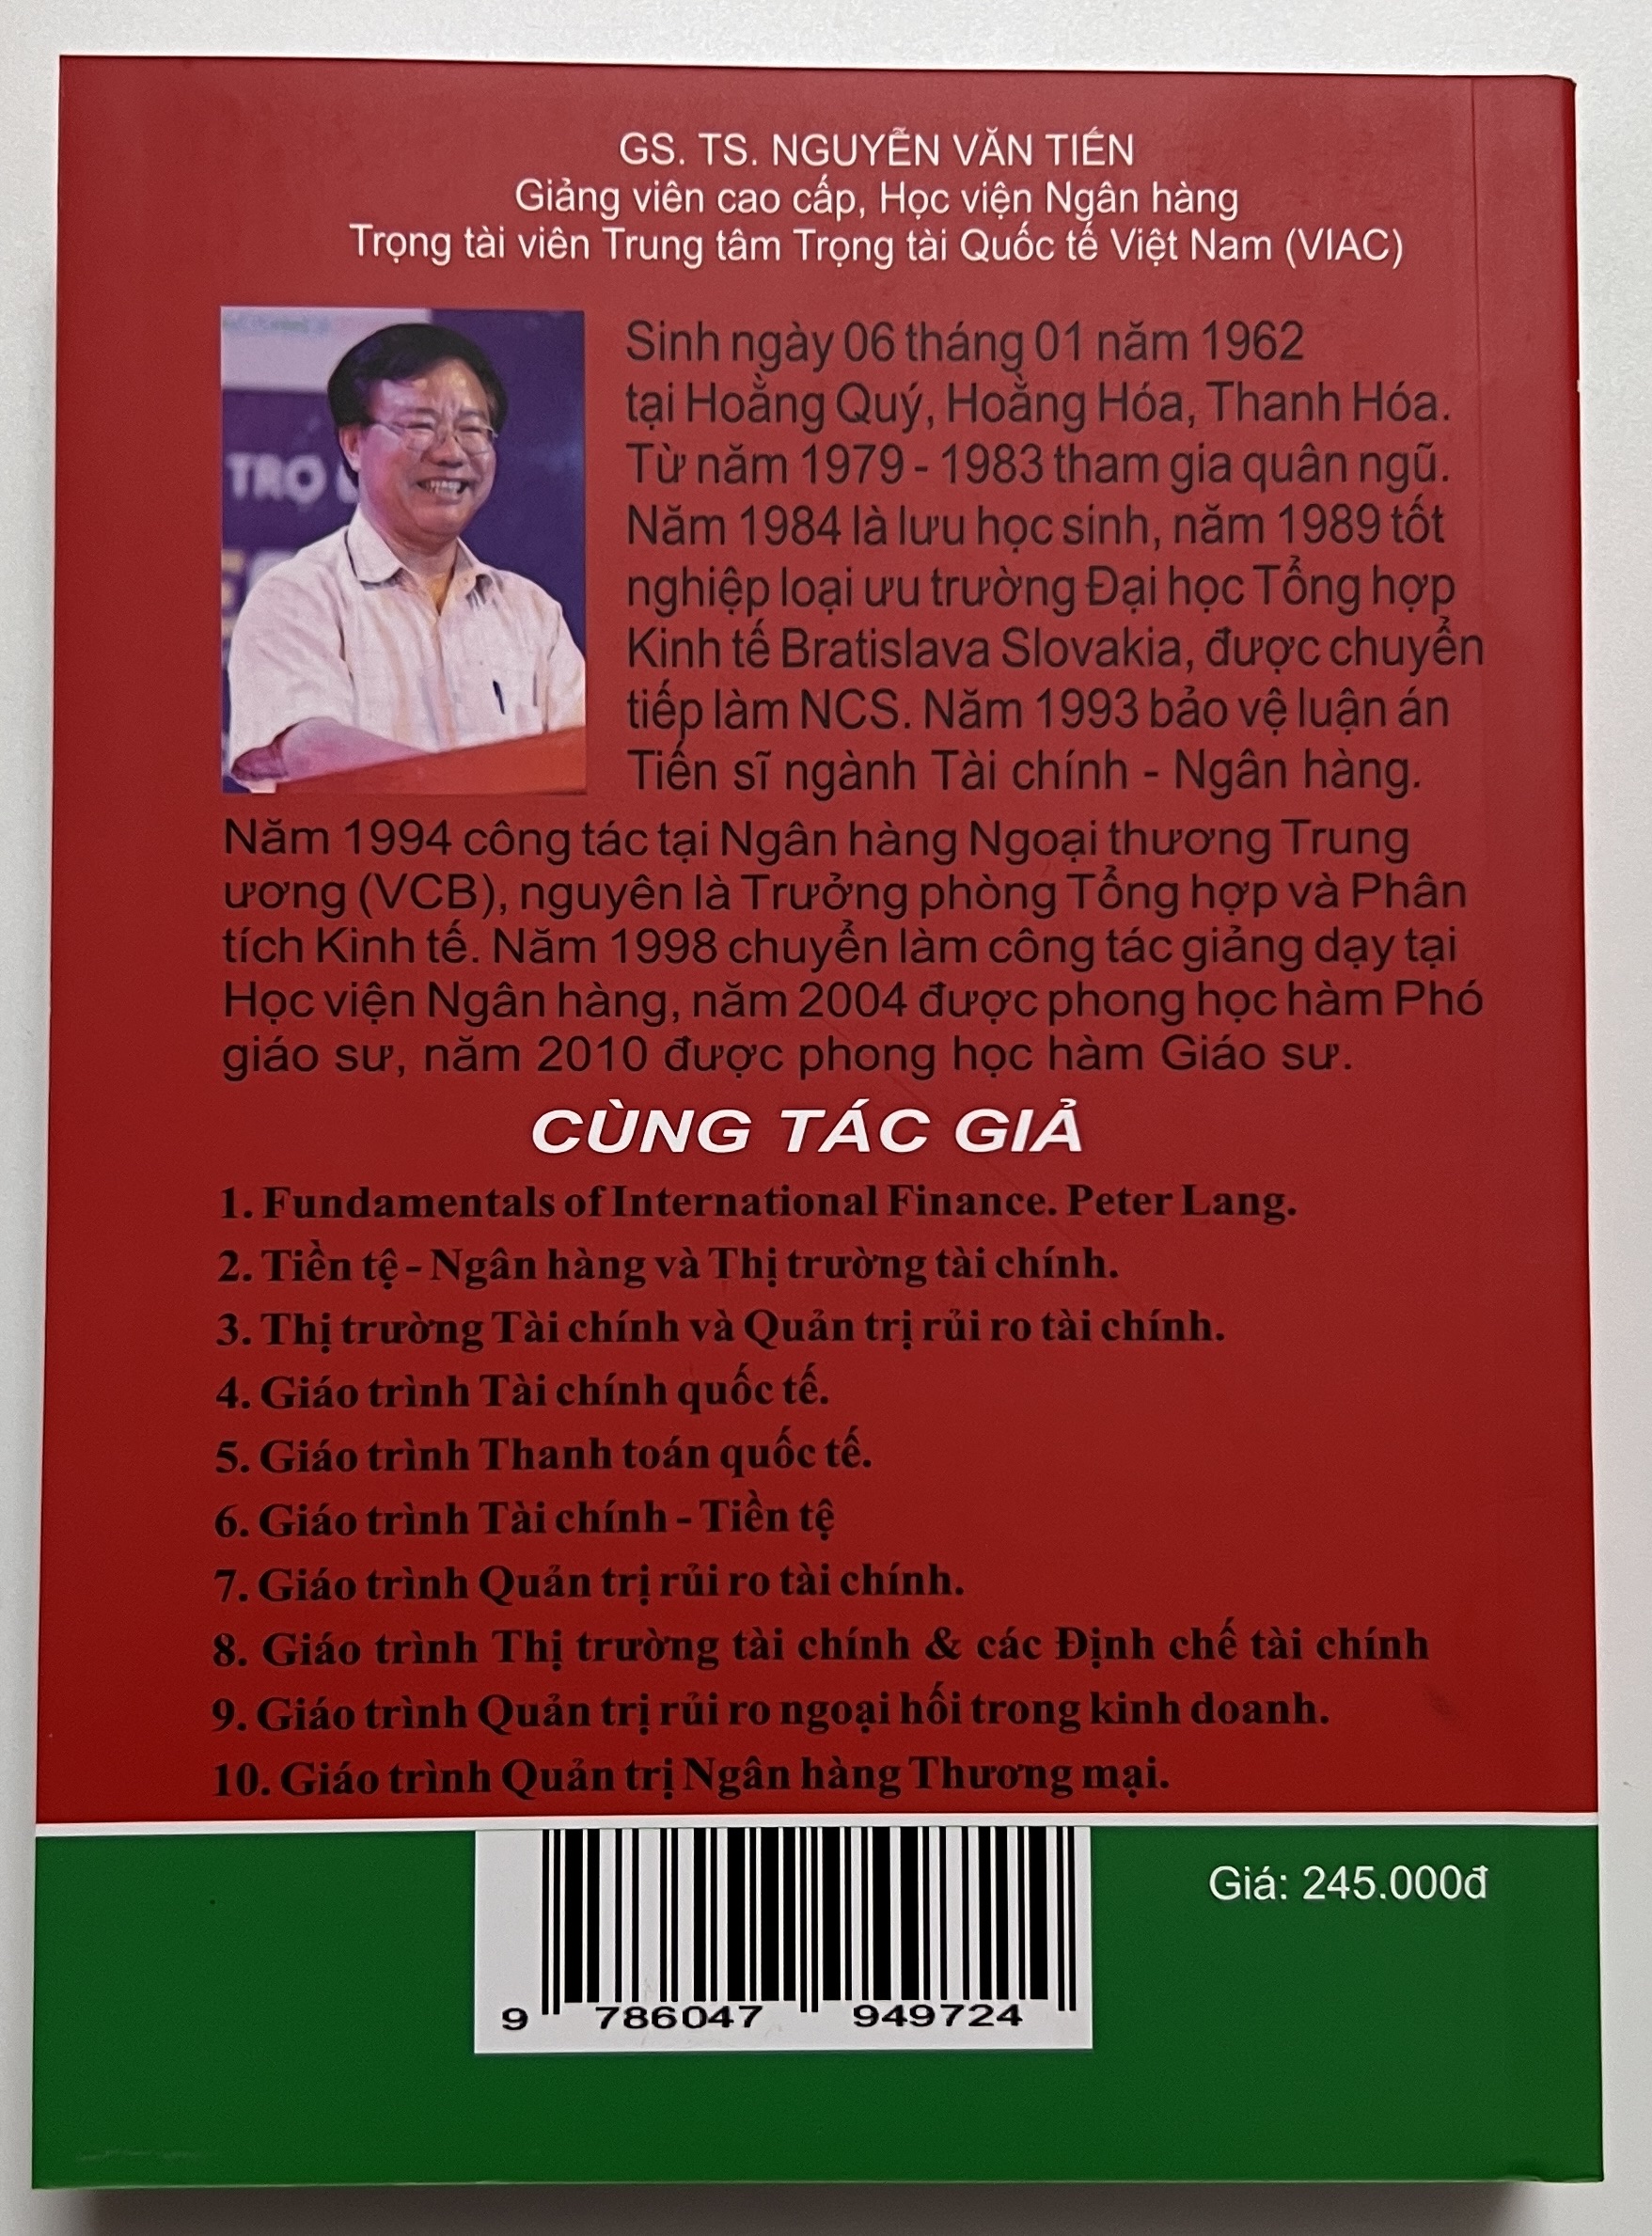 GS. TS. NGUYỄN VĂN TIẾN
Giảng viên cao cấp, Học viện Ngân hàng
Trọng tài viên Trung tâm Trọng tài Quốc tế Việt Nam (VIAC)
TRỢ
Sinh ngày 06 tháng 01 năm 1962
tại Hoằng Quý, Hoằng Hóa, Thanh Hóa.
Từ năm 1979 - 1983 tham gia quân ngũ.
Năm 1984 là lưu học sinh, năm 1989 tốt
nghiệp loại ưu trường Đại học Tổng hợp
Kinh tế Bratislava Slovakia, được chuyển
tiếp làm NCS. Năm 1993 bảo vệ luận án
Tiến sĩ ngành Tài chính - Ngân hàng.
Năm 1994 công tác tại Ngân hàng Ngoại thương Trung
ương (VCB), nguyên là Trưởng phòng Tổng hợp và Phân
tích Kinh tế. Năm 1998 chuyển làm công tác giảng dạy tại
Học viện Ngân hàng, năm 2004 được phong học hàm Phó
giáo sư, năm 2010 được phong học hàm Giáo sư.
CÙNG TÁC GIẢ
1. Fundamentals of International Finance. Peter Lang.
2. Tiền tệ - Ngân hàng và Thị trường tài chính.
3. Thị trường Tài chính và Quản trị rủi ro tài chính.
4. Giáo trình Tài chính quốc tế.
5. Giáo trình Thanh toán quốc tế.
6. Giáo trình Tài chính - Tiền tệ
7. Giáo trình Quản trị rủi ro tài chính.
8. Giáo trình Thị trường tài chính & các Định chế tài chính
9. Giáo trình Quản trị rủi ro ngoại hối trong kinh doanh.
10. Giáo trình Quản trị Ngân hàng Thương mại.
Giá: 245.000đ
9 786047 949724